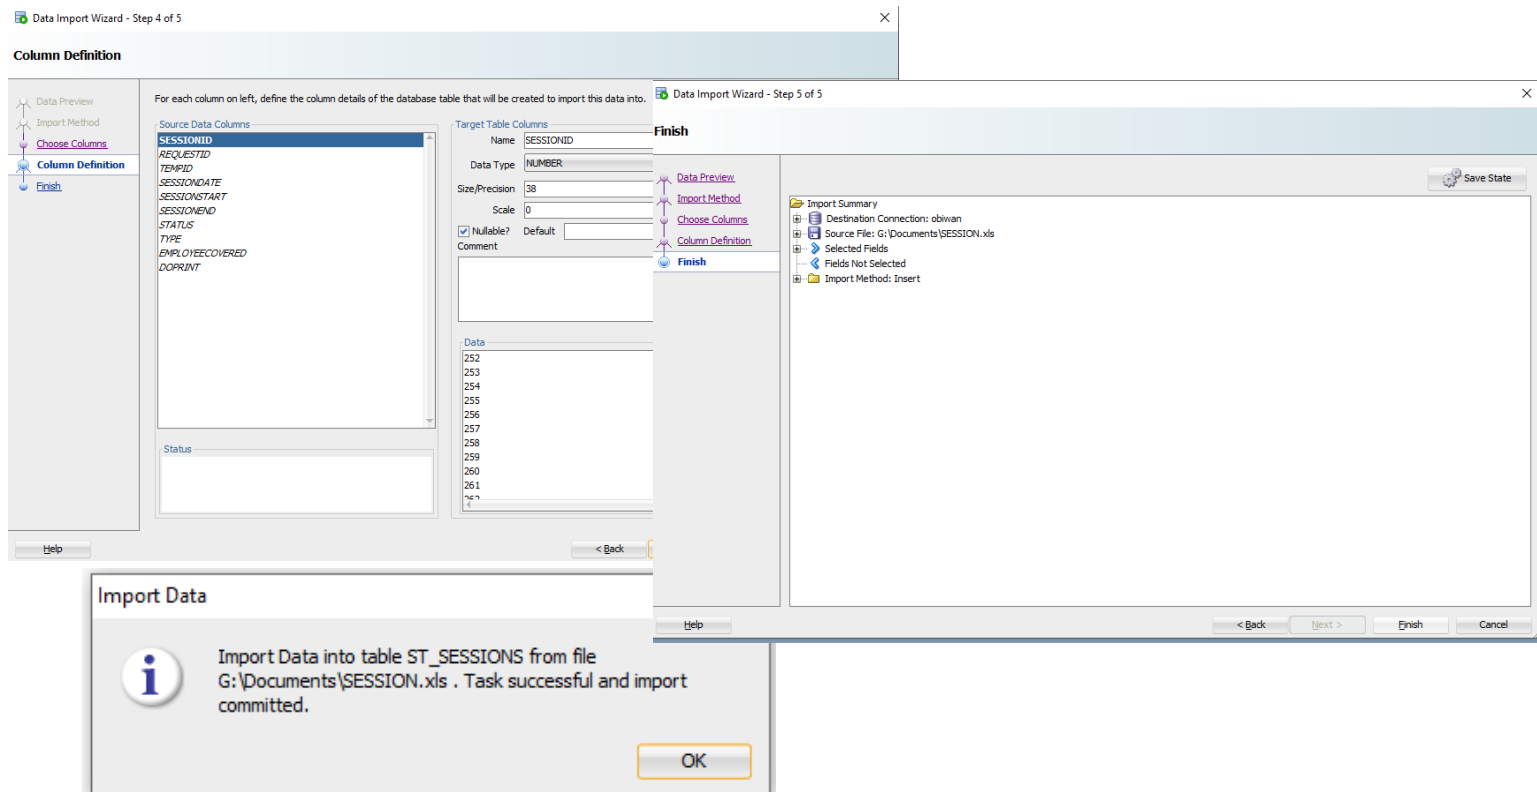 Data Import Wizard - Step 4 of 5
Column Definition
Data Preview
Import Method
Choose Columns
Column Definition
Finish
For each column on left, define the column details of the database table that will be created to import this data into.
Source Data Columns
SESSIONID
REQUESTID
TEMPID
SESSIONDATE
SESSIONSTART
SESSIONEND
STATUS
TYPE
EMPLOYEECOVERED
DOPRINT
Status
Target Table Columns
Name SESSIONID
Data Type NUMBER
Size/Precision 38
Scale 0
Nullable? Default
Comment
Data
252
253
254
255
256
257
258
259
260
261
Help
< Back
Data Import Wizard - Step 5 of 5
Finish
Data Preview
Import Method
Choose Columns
Column Definition
Finish
Save State
Import Summary
Destination Connection: obiwan
Source File: G:\Documents\SESSION.xls
Selected Fields
Fields Not Selected
Import Method: Insert
Help
< Back Next > Finish Cancel
Import Data
Import Data into table ST_SESSIONS from file
G:\Documents\SESSION.xls . Task successful and import
committed.
OK